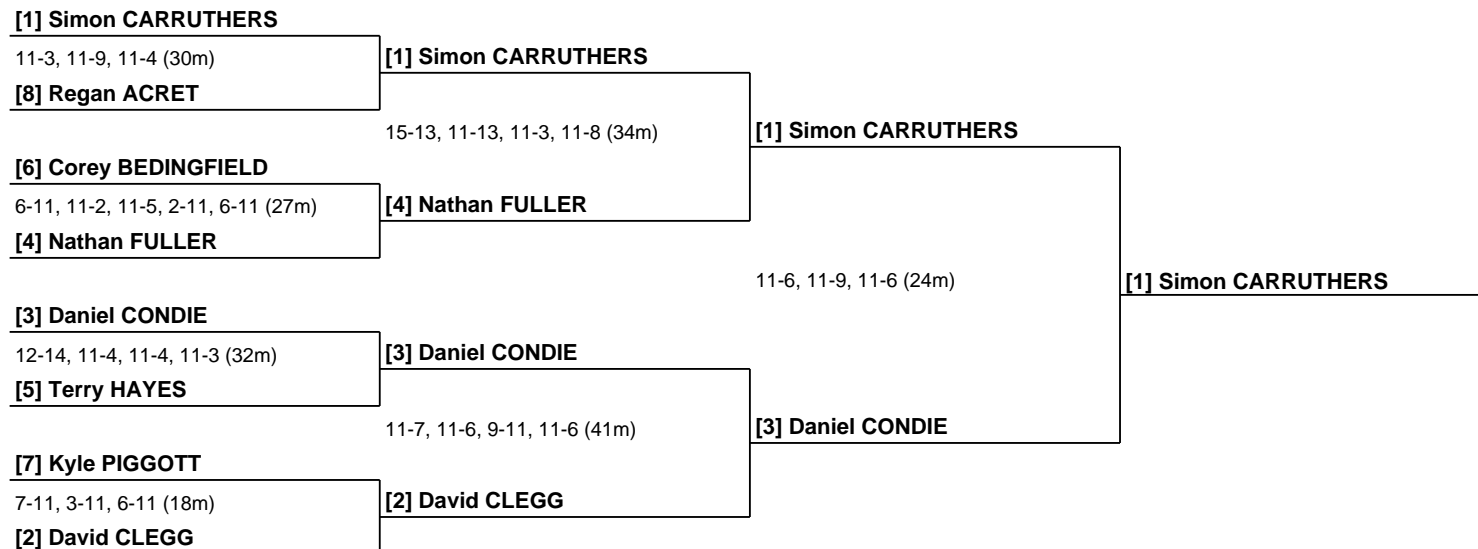 [1] Simon CARRUTHERS
11-3, 11-9, 11-4 (30m)
[8] Regan ACRET
[1] Simon CARRUTHERS
15-13, 11-13, 11-3, 11-8 (34m)
[6] Corey BEDINGFIELD
6-11, 11-2, 11-5, 2-11, 6-11 (27m)
[4] Nathan FULLER
[4] Nathan FULLER
[1] Simon CARRUTHERS
11-6, 11-9, 11-6 (24m)
[1] Simon CARRUTHERS
[3] Daniel CONDIE
12-14, 11-4, 11-4, 11-3 (32m)
[5] Terry HAYES
[3] Daniel CONDIE
11-7, 11-6, 9-11, 11-6 (41m)
[3] Daniel CONDIE
[7] Kyle PIGGOTT
7-11, 3-11, 6-11 (18m)
[2] David CLEGG
[2] David CLEGG